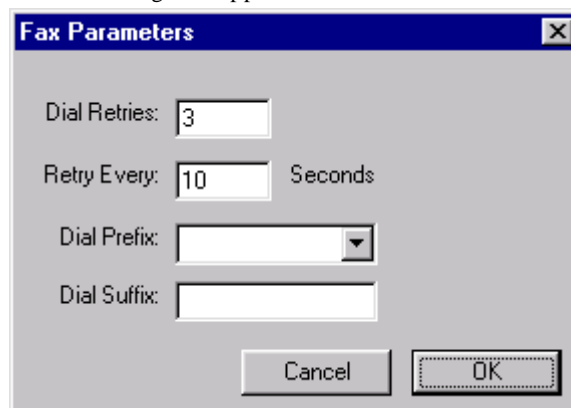 Fax Parameters
Dial Retries: 3
Retry Every: 10 Seconds
Dial Prefix:
Dial Suffix:
Cancel OK